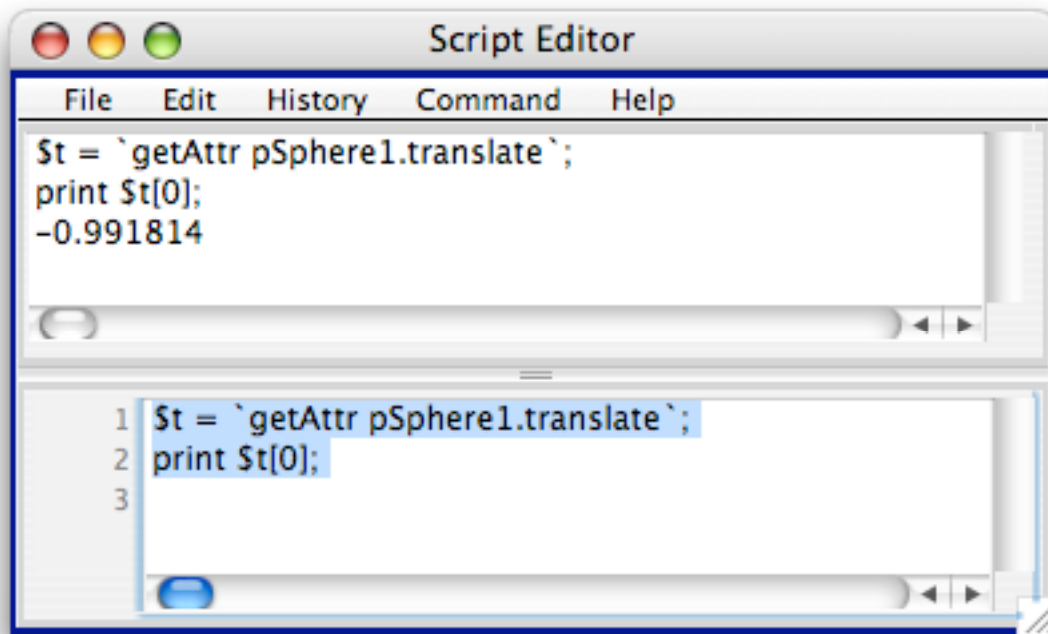 Script Editor
File Edit History Command Help
$t = `getAttr pSphere1.translate`;
print $t[0];
-0.991814
1 $t = `getAttr pSphere1.translate`;
2 print $t[0];
3